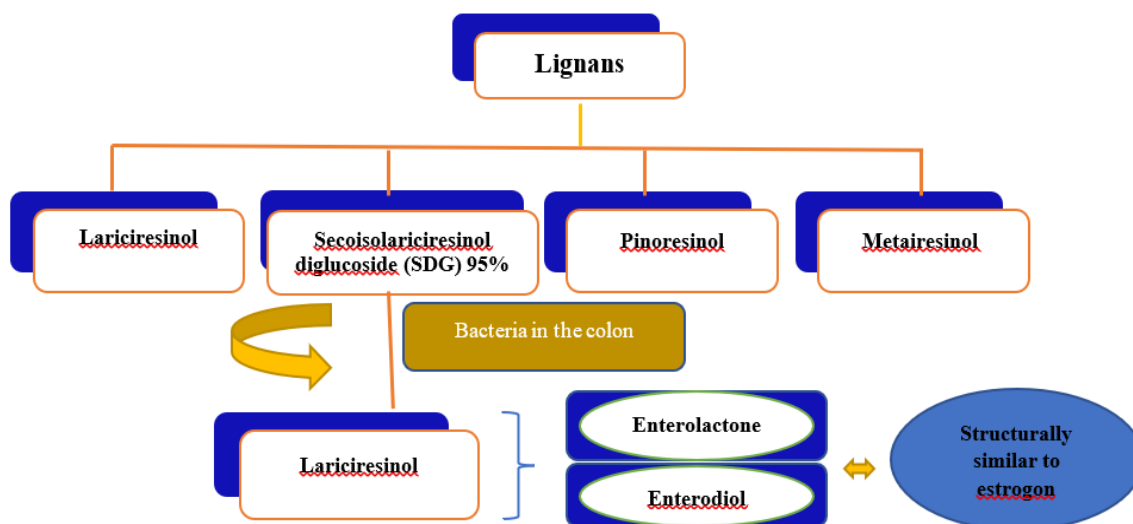 Lignans
Lariciresinol
Secoisolariciresinol
diglucoside (SDG) 95%
Pinoresinol
Metairesinol
Bacteria in the colon
Lariciresinol
Enterolactone
Enterodiol
Structurally
similar to
estrogon